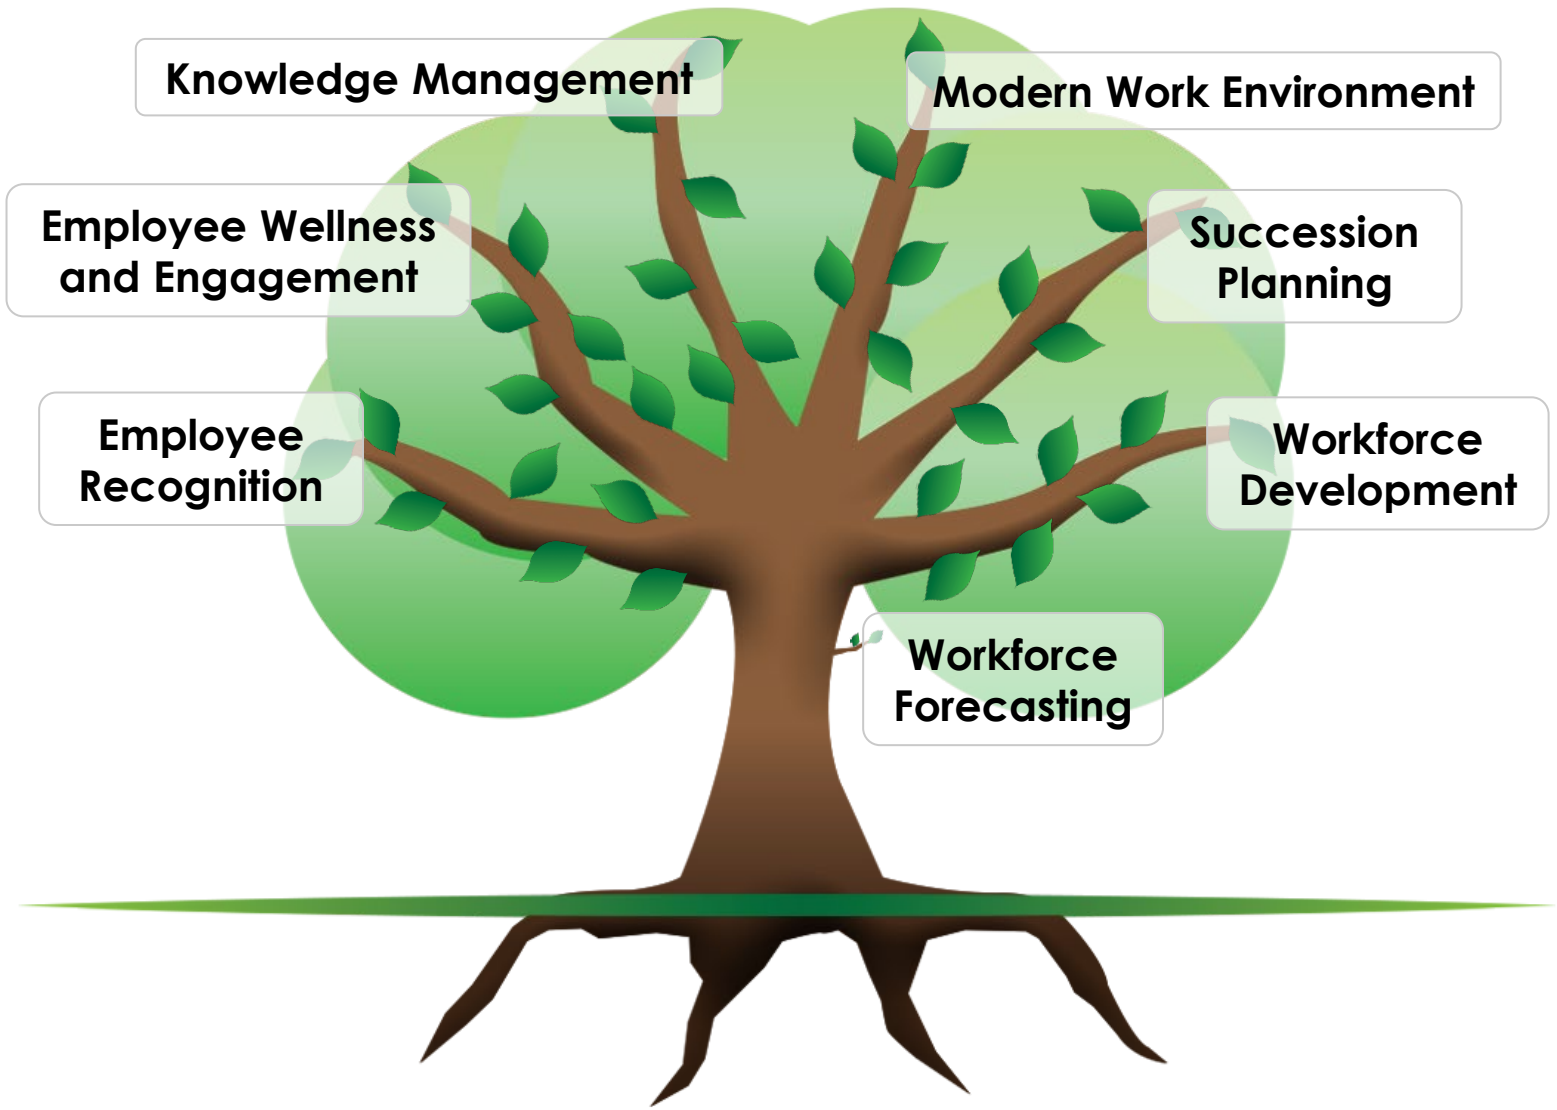 Knowledge Management
Modern Work Environment
Employee Wellness
and Engagement
Succession
Planning
Employee
Recognition
Workforce
Development
Workforce
Forecasting